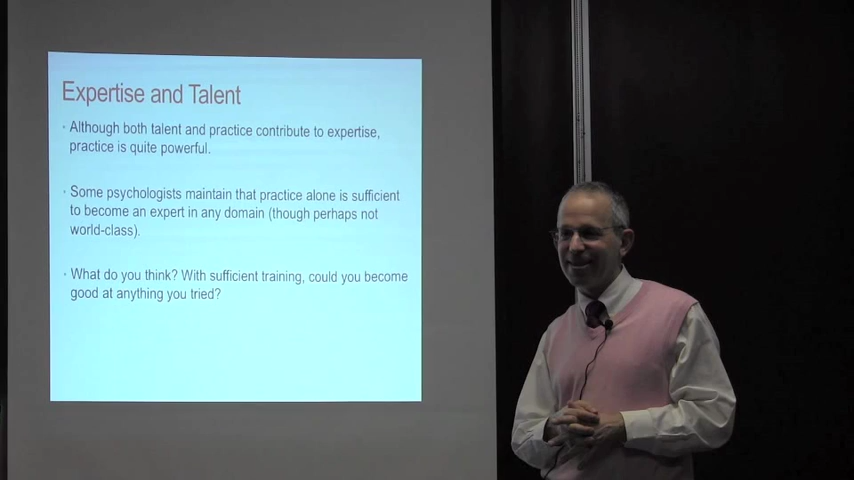 Expertise and Talent
• Although both talent and practice contribute to expertise,
practice is quite powerful.
• Some psychologists maintain that practice alone is sufficient
to become an expert in any domain (though perhaps not
world-class).
• What do you think? With sufficient training, could you become
good at anything you tried?